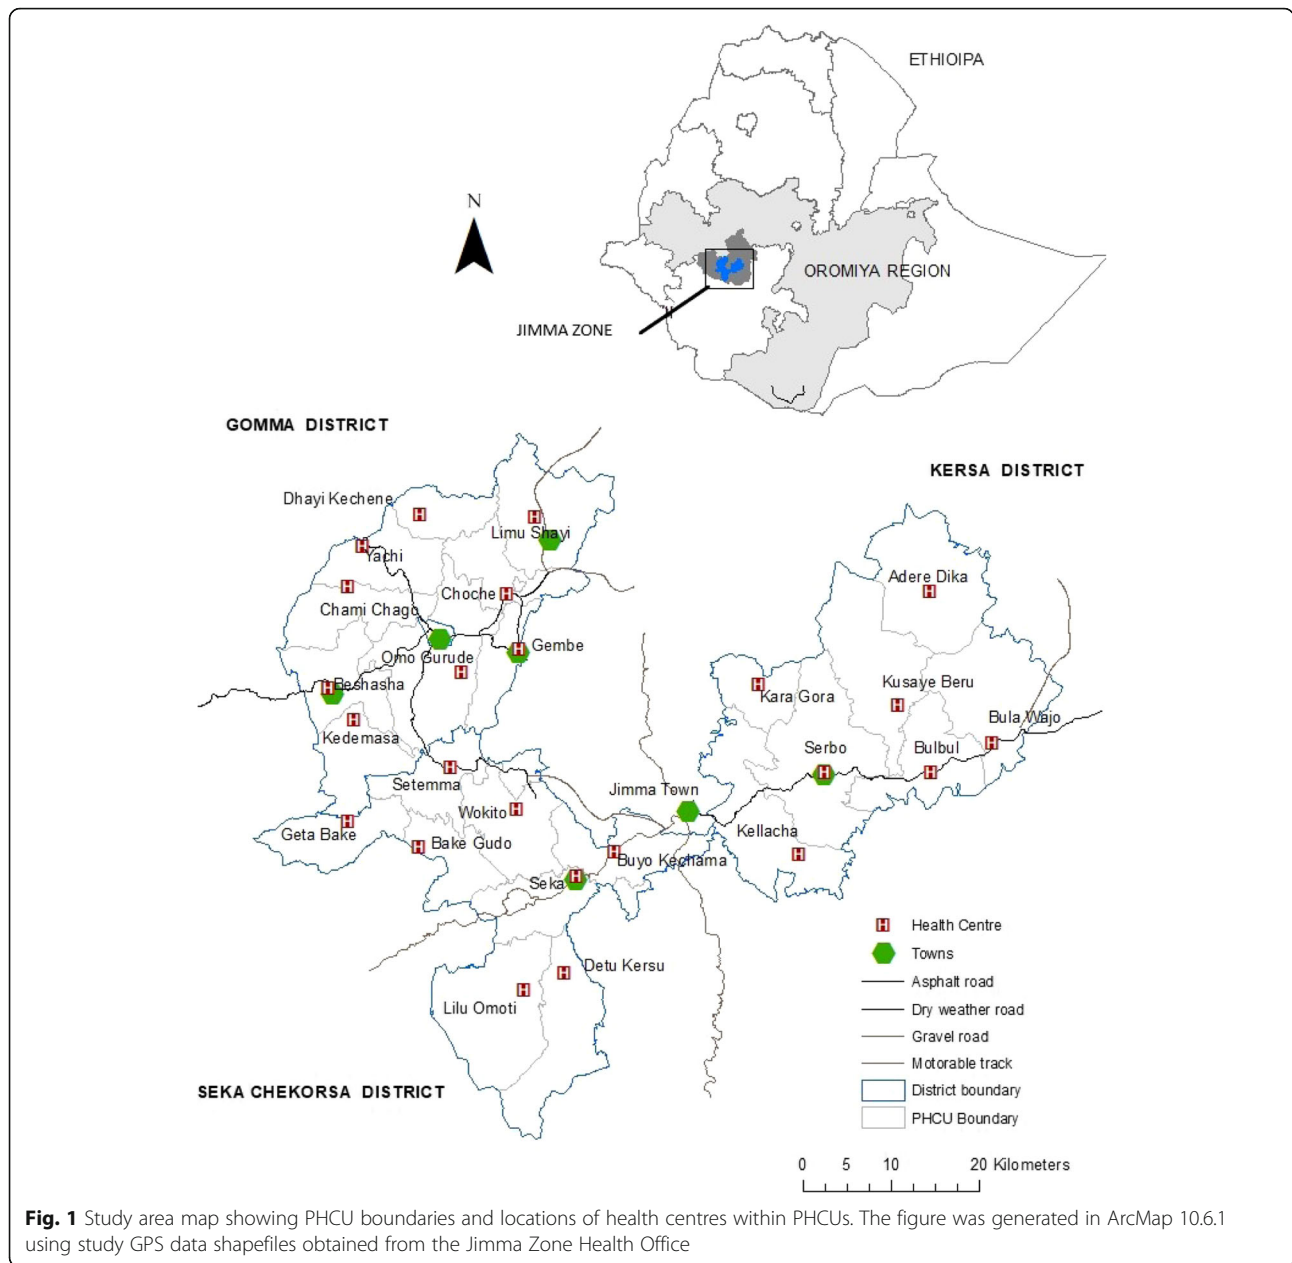 ETHIOIPA
N
OROMIYA REGION
JIMMA ZONE
GOMMA DISTRICT
KERSA DISTRICT
Dhayi Kechene
Limu Shayi
Yachi
Adere Dika
Choche
Chami Chago
Gembe
Omo Gurude
Kusaye Beru
Beshasha
Kara Gora
Bula Wajo
Kedemasa
Serbo
Bulbul
Setemma
Jimma Town
Wokito
Kellacha
Geta Bake
Bake Gudo
Buyo Kechama
Seka
Detu Kersu
Lilu Omoti
SEKA CHEKORSA DISTRICT
H Health Centre
Towns
Asphalt road
Dry weather road
Gravel road
Motorable track
District boundary
PHCU Boundary
0 5 10 20 Kilometers
Fig. 1 Study area map showing PHCU boundaries and locations of health centres within PHCUs. The figure was generated in ArcMap 10.6.1
using study GPS data shapefiles obtained from the Jimma Zone Health Office